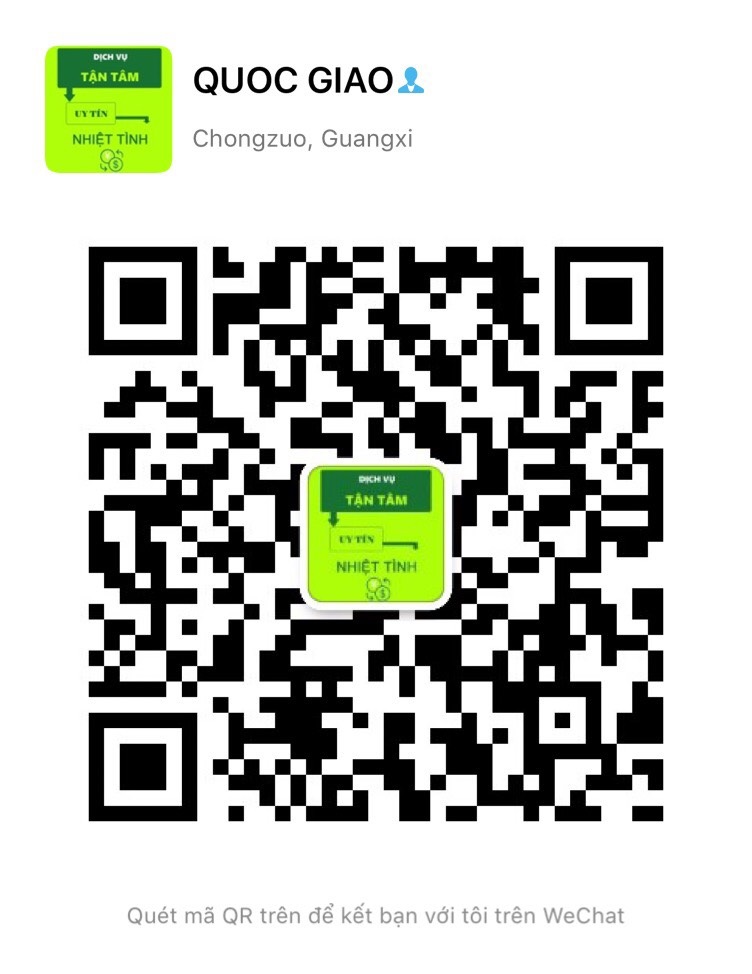 DỊCH VỤ
TẬN TÂM
UY TÍN
NHIỆT TÌNH
$
QUOC GIAO
Chongzuo, Guangxi
DỊCH VỤ
TẬN TÂM
UY TÍN
NHIỆT TÌNH
$
Quét mã QR trên để kết bạn với tôi trên WeChat